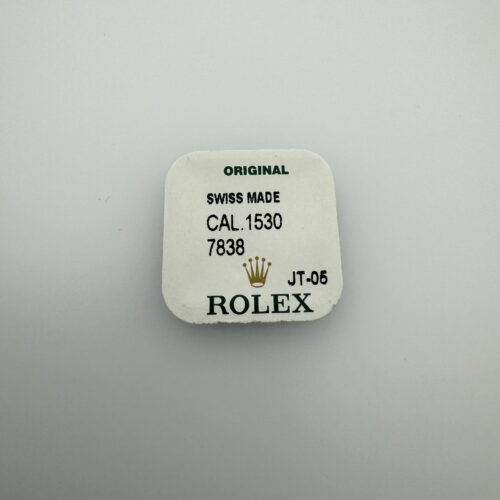 ORIGINAL
SWISS MADE
CAL.1530
7838
JT-05
ROLEX